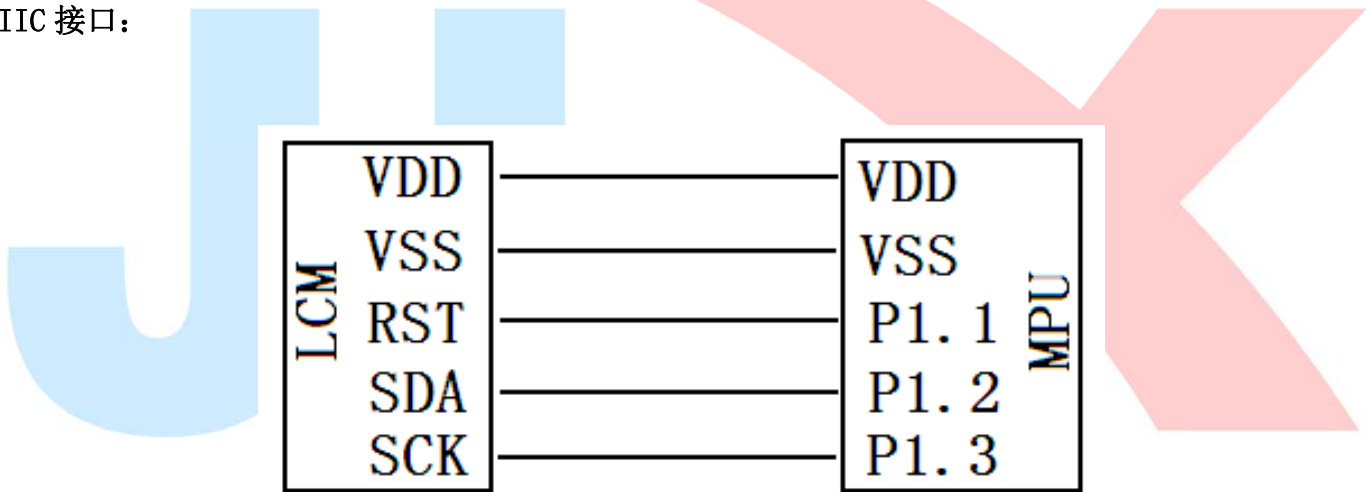 IIC 接口:
VDD VDD
VSS VSS
LCM MPU
RST P1.1
SDA P1.2
SCK P1.3